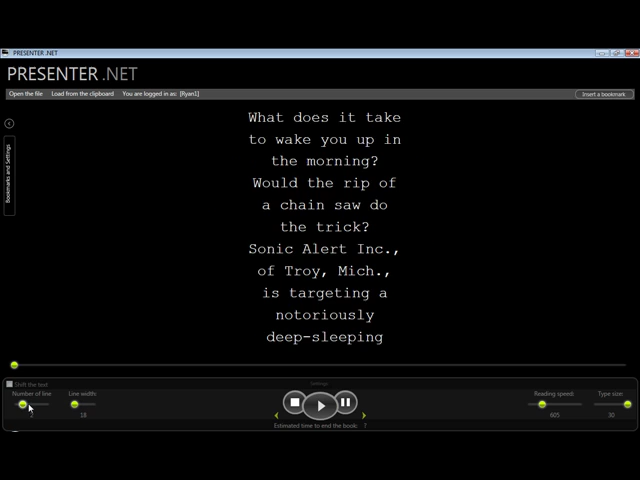 PRESENTER .NET
PRESENTER .NET
Open the file Load from the clipboard You are logged in as: [Ryan1] Insert a bookmark
Bookmarks and Settings
What does it take
to wake you up in
the morning?
Would the rip of
a chain saw do
the trick?
Sonic Alert Inc.,
of Troy, Mich.,
is targeting a
notoriously
deep-sleeping
Shift the text
Settings
Number of line
Line width:
18
Reading speed:
605
Type size:
30
Estimated time to end the book: ?